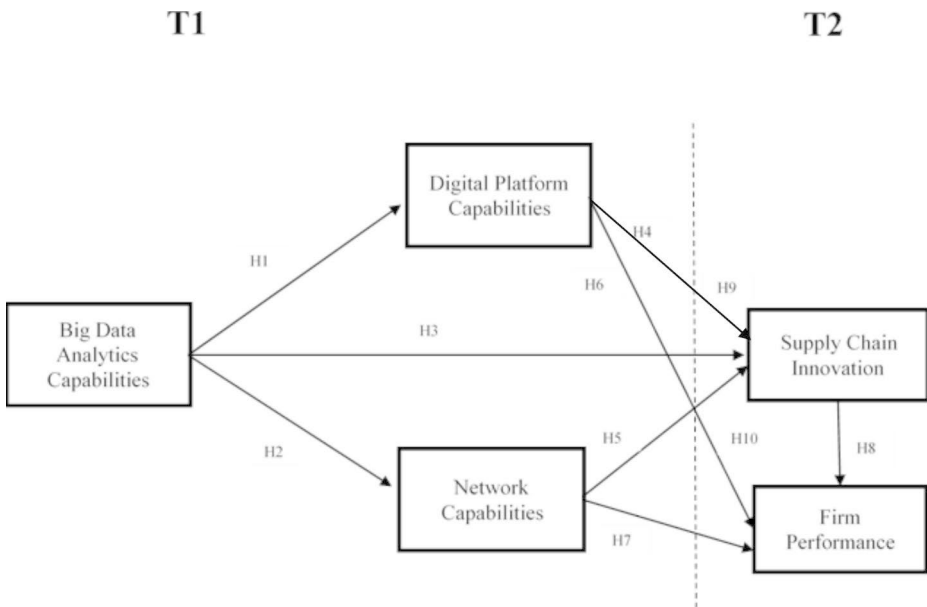 T1
T2
Digital Platform
Capabilities
H4
H1
H6
H9
Big Data
Analytics
Capabilities
H3
Supply Chain
Innovation
H2
H5
H10
H8
Network
Capabilities
Firm
Performance
H7